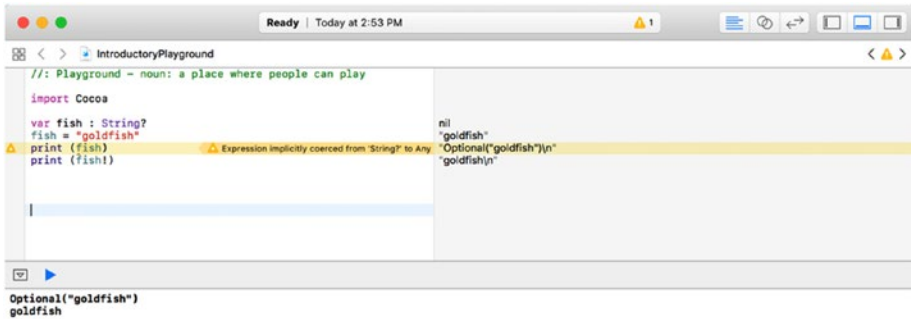 Ready | Today at 2:53 PM
1
IntroductoryPlayground
//: Playground – noun: a place where people can play
import Cocoa
var fish : String?
nil
fish = "goldfish"
"goldfish"
print (fish)
Expression implicitly coerced from 'String?' to Any
"Optional("goldfish")\n"
print (fish!)
"goldfish\n"
Optional("goldfish")
goldfish